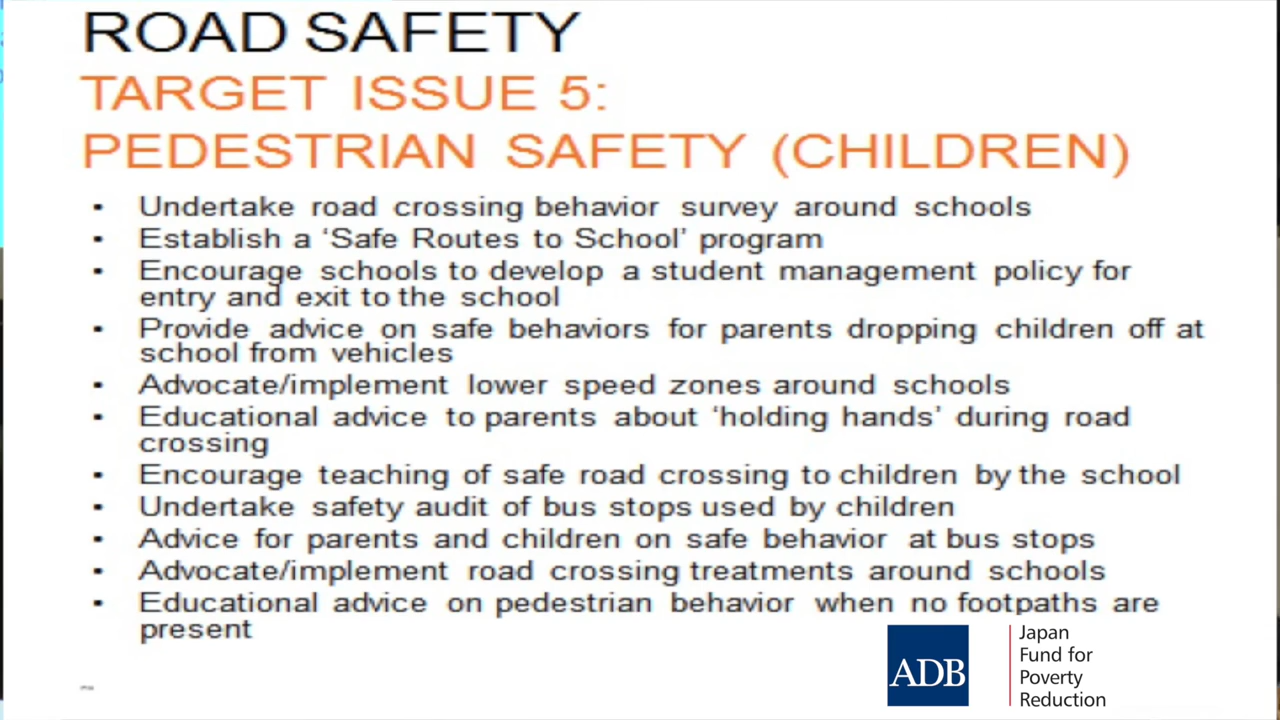 ROAD SAFETY
TARGET ISSUE 5:
PEDESTRIAN SAFETY (CHILDREN)
• Undertake road crossing behavior survey around schools
• Establish a ‘Safe Routes to School’ program
• Encourage schools to develop a student management policy for
entry and exit to the school
• Provide advice on safe behaviors for parents dropping children off at
school from vehicles
• Advocate/implement lower speed zones around schools
• Educational advice to parents about ‘holding hands’ during road
crossing
• Encourage teaching of safe road crossing to children by the school
• Undertake safety audit of bus stops used by children
• Advice for parents and children on safe behavior at bus stops
• Advocate/implement road crossing treatments around schools
• Educational advice on pedestrian behavior when no footpaths are
present
ADB
Japan
Fund for
Poverty
Reduction